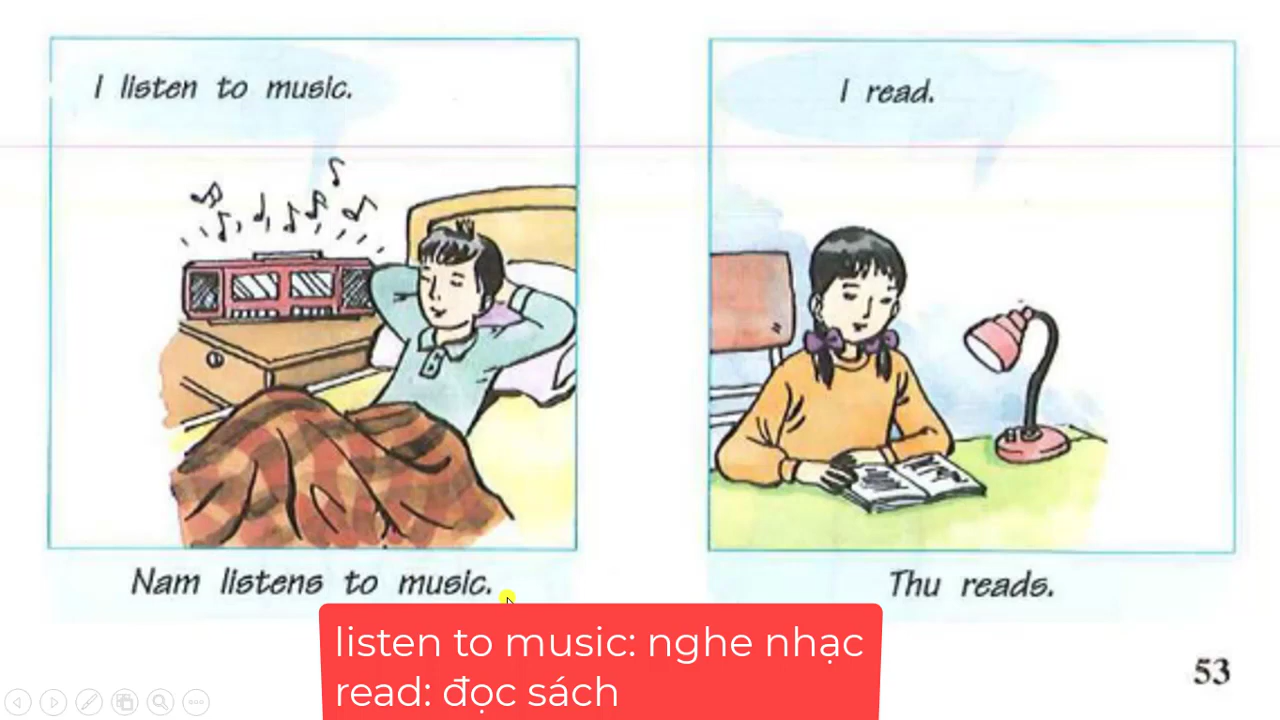 I listen to music.
I read.
Nam listens to music.
Thu reads.
listen to music: nghe nhạc
read: đọc sách
53